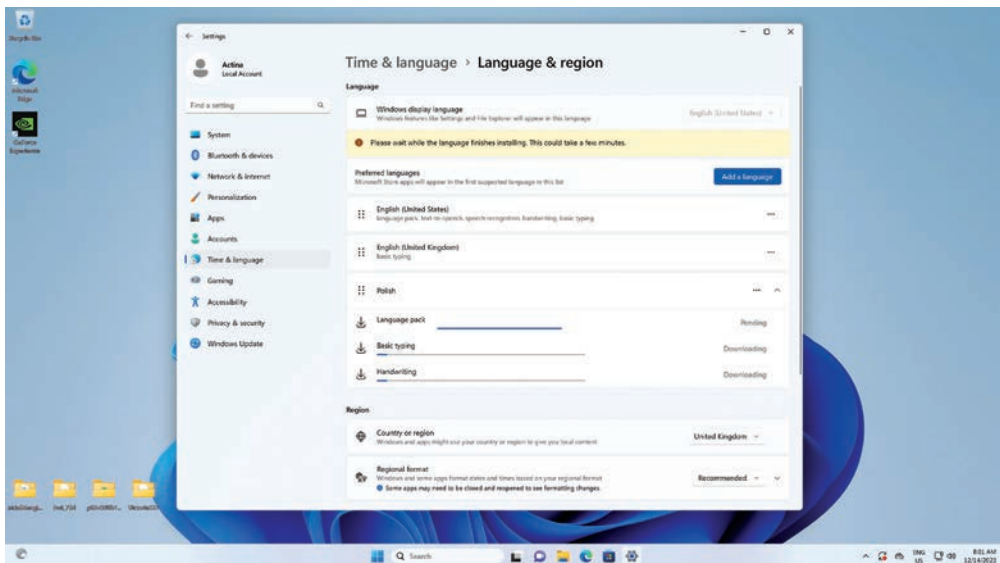 Settings
Actina
Local Account
Find a setting
System
Bluetooth & devices
Network & internet
Personalization
Apps
Accounts
Time & language
Gaming
Accessibility
Privacy & security
Windows Update
Time & language › Language & region
Language
Windows display language
Windows features like Settings and File Explorer will appear in this language
English (United States)
Please wait while the language finishes installing. This could take a few minutes.
Preferred languages
Microsoft Store apps will appear in the first supported language in this list
Add a language
English (United States)
language pack, text-to-speech, speech recognition, handwriting, basic typing
English (United Kingdom)
basic typing
Polish
Language pack
Pending
Basic typing
Downloading
Handwriting
Downloading
Region
Country or region
Windows and apps might use your country or region to give you local content
United Kingdom
Regional format
Windows and some apps format dates and times based on your regional format
Some apps may need to be closed and reopened to see formatting changes.
Recommended
Recycle Bin
Microsoft
Edge
GeForce
Experience
Search
ENG
US
8:01 AM
12/14/2023